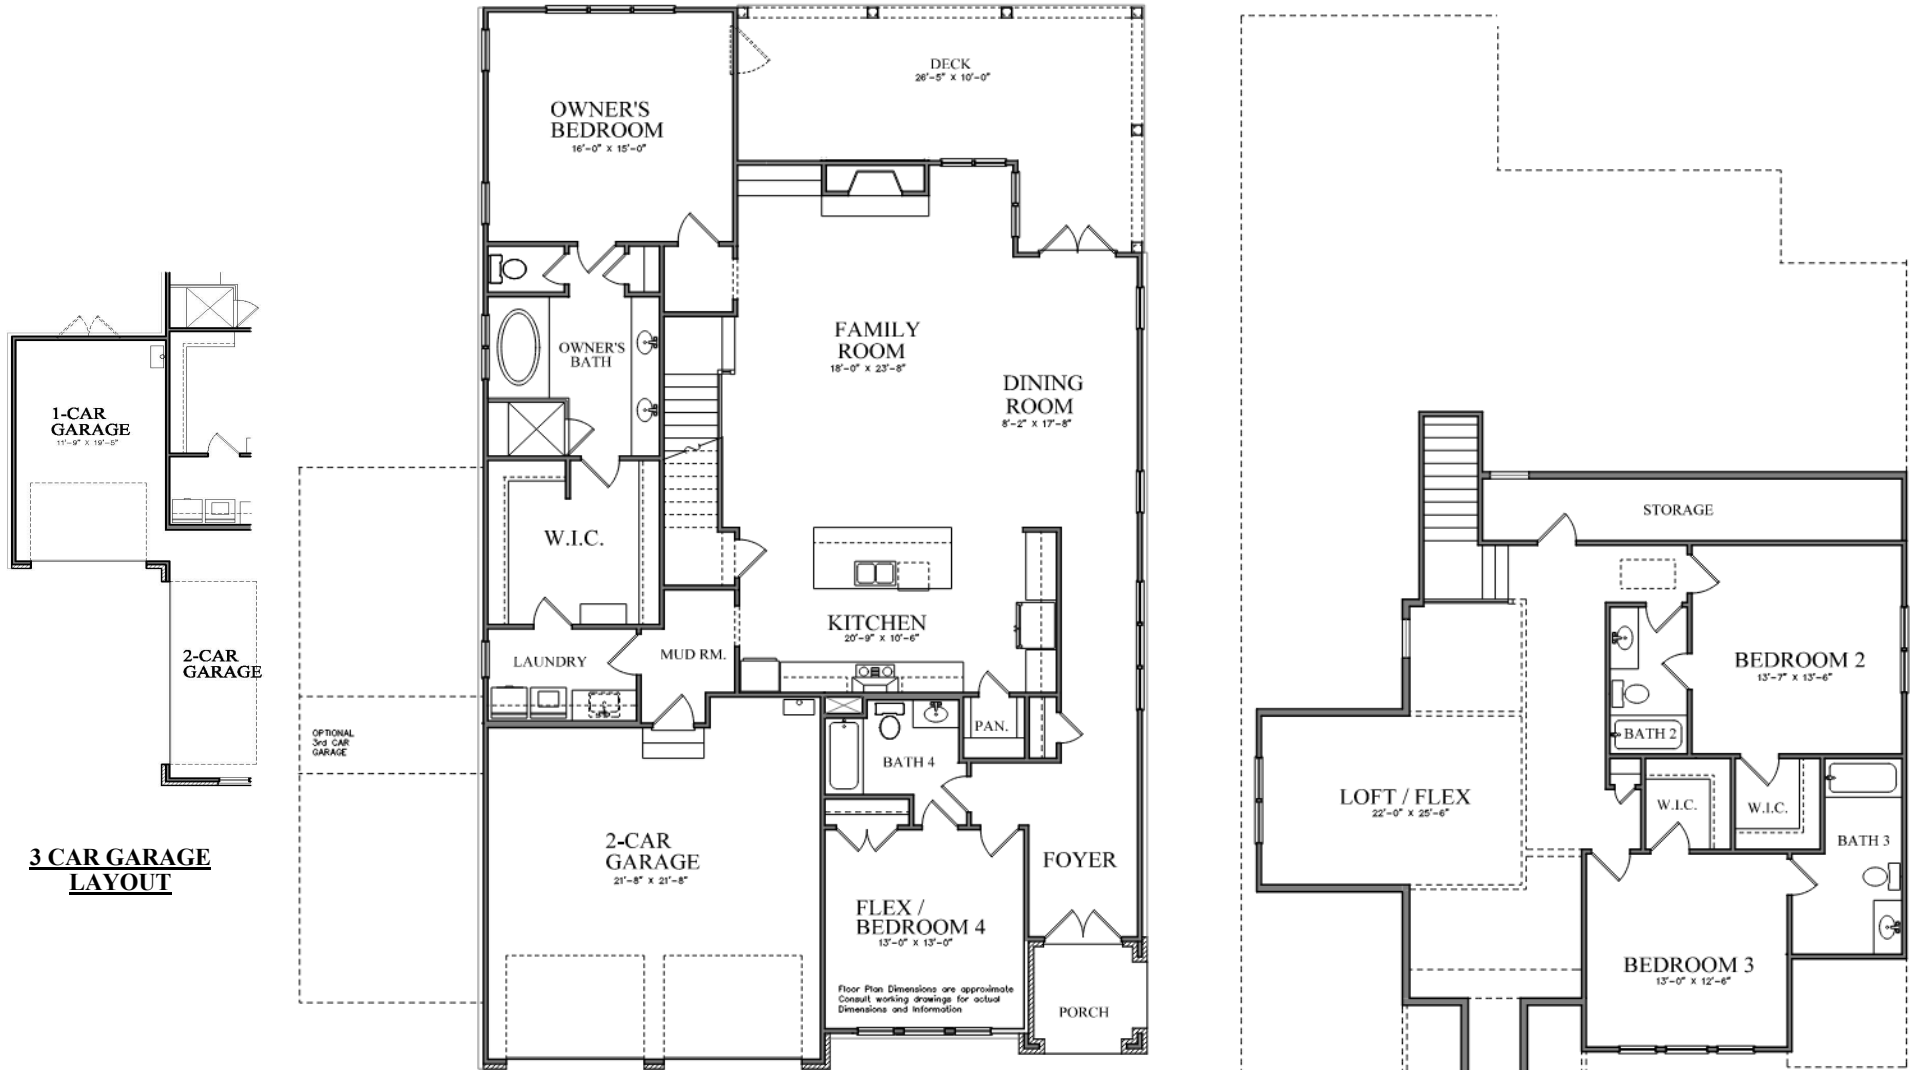 1-CAR
GARAGE
11'-9" X 19'-5"
2-CAR
GARAGE
3 CAR GARAGE
LAYOUT
OPTIONAL
3rd CAR
GARAGE
OWNER'S
BEDROOM
16'-0" X 15'-0"
DECK
26'-5" X 10'-0"
OWNER'S
BATH
FAMILY
ROOM
18'-0" X 23'-8"
DINING
ROOM
8'-2" X 17'-8"
W.I.C.
KITCHEN
20'-9" X 10'-6"
LAUNDRY
MUD RM.
PAN.
BATH 4
2-CAR
GARAGE
21'-8" X 21'-8"
FOYER
FLEX /
BEDROOM 4
13'-0" X 13'-0"
Floor Plan Dimensions are approximate
Consult working drawings for actual
Dimensions and Information
PORCH
STORAGE
BEDROOM 2
13'-7" X 13'-6"
BATH 2
LOFT / FLEX
22'-0" X 25'-6"
W.I.C.
W.I.C.
BATH 3
BEDROOM 3
13'-0" X 12'-6"